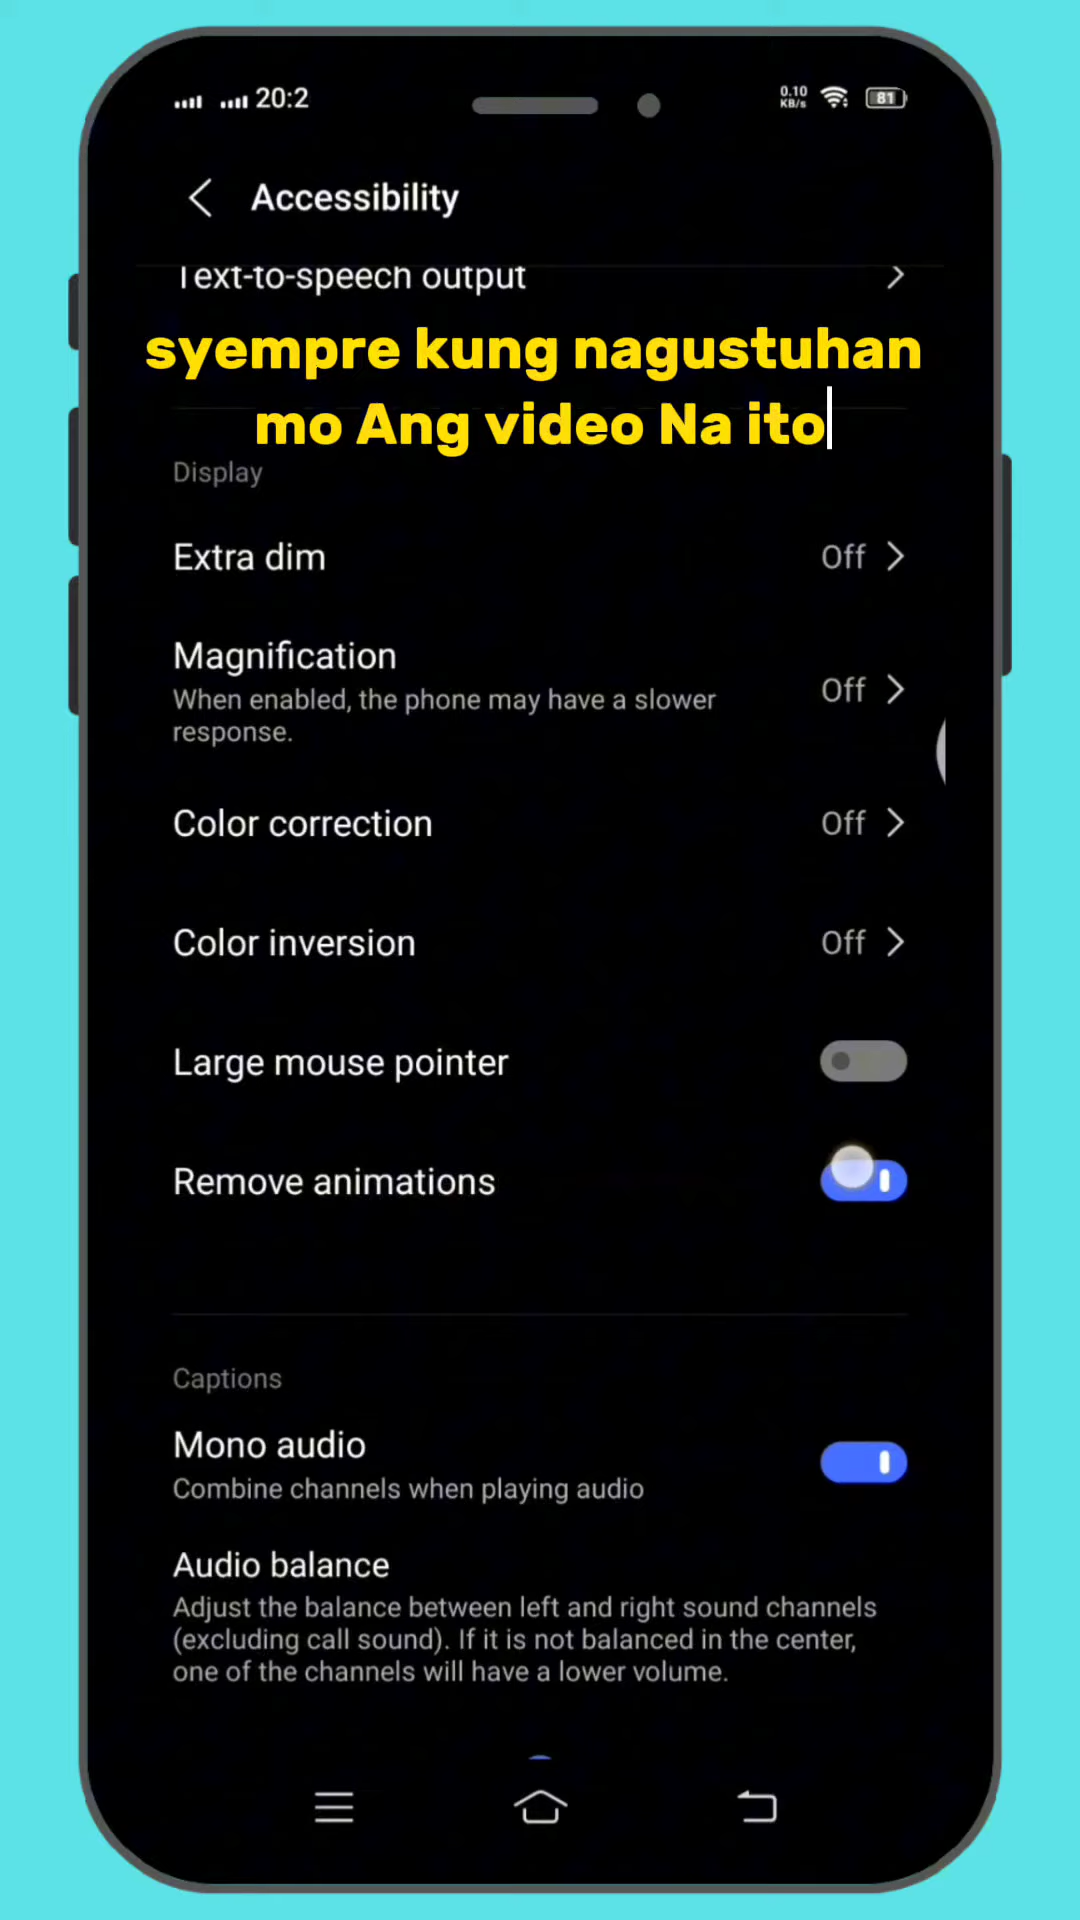 20:2
0.10
KB/s
81
Accessibility
Text-to-speech output
syempre kung nagustuhan
mo Ang video Na ito
Display
Extra dim
Off
Magnification
When enabled, the phone may have a slower
response.
Off
Color correction
Off
Color inversion
Off
Large mouse pointer
Remove animations
Captions
Mono audio
Combine channels when playing audio
Audio balance
Adjust the balance between left and right sound channels
(excluding call sound). If it is not balanced in the center,
one of the channels will have a lower volume.